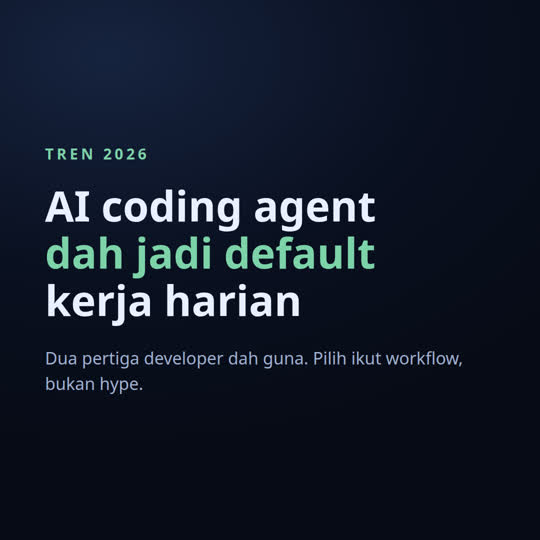 TREN 2026
AI coding agent
dah jadi default
kerja harian
Dua pertiga developer dah guna. Pilih ikut workflow,
bukan hype.